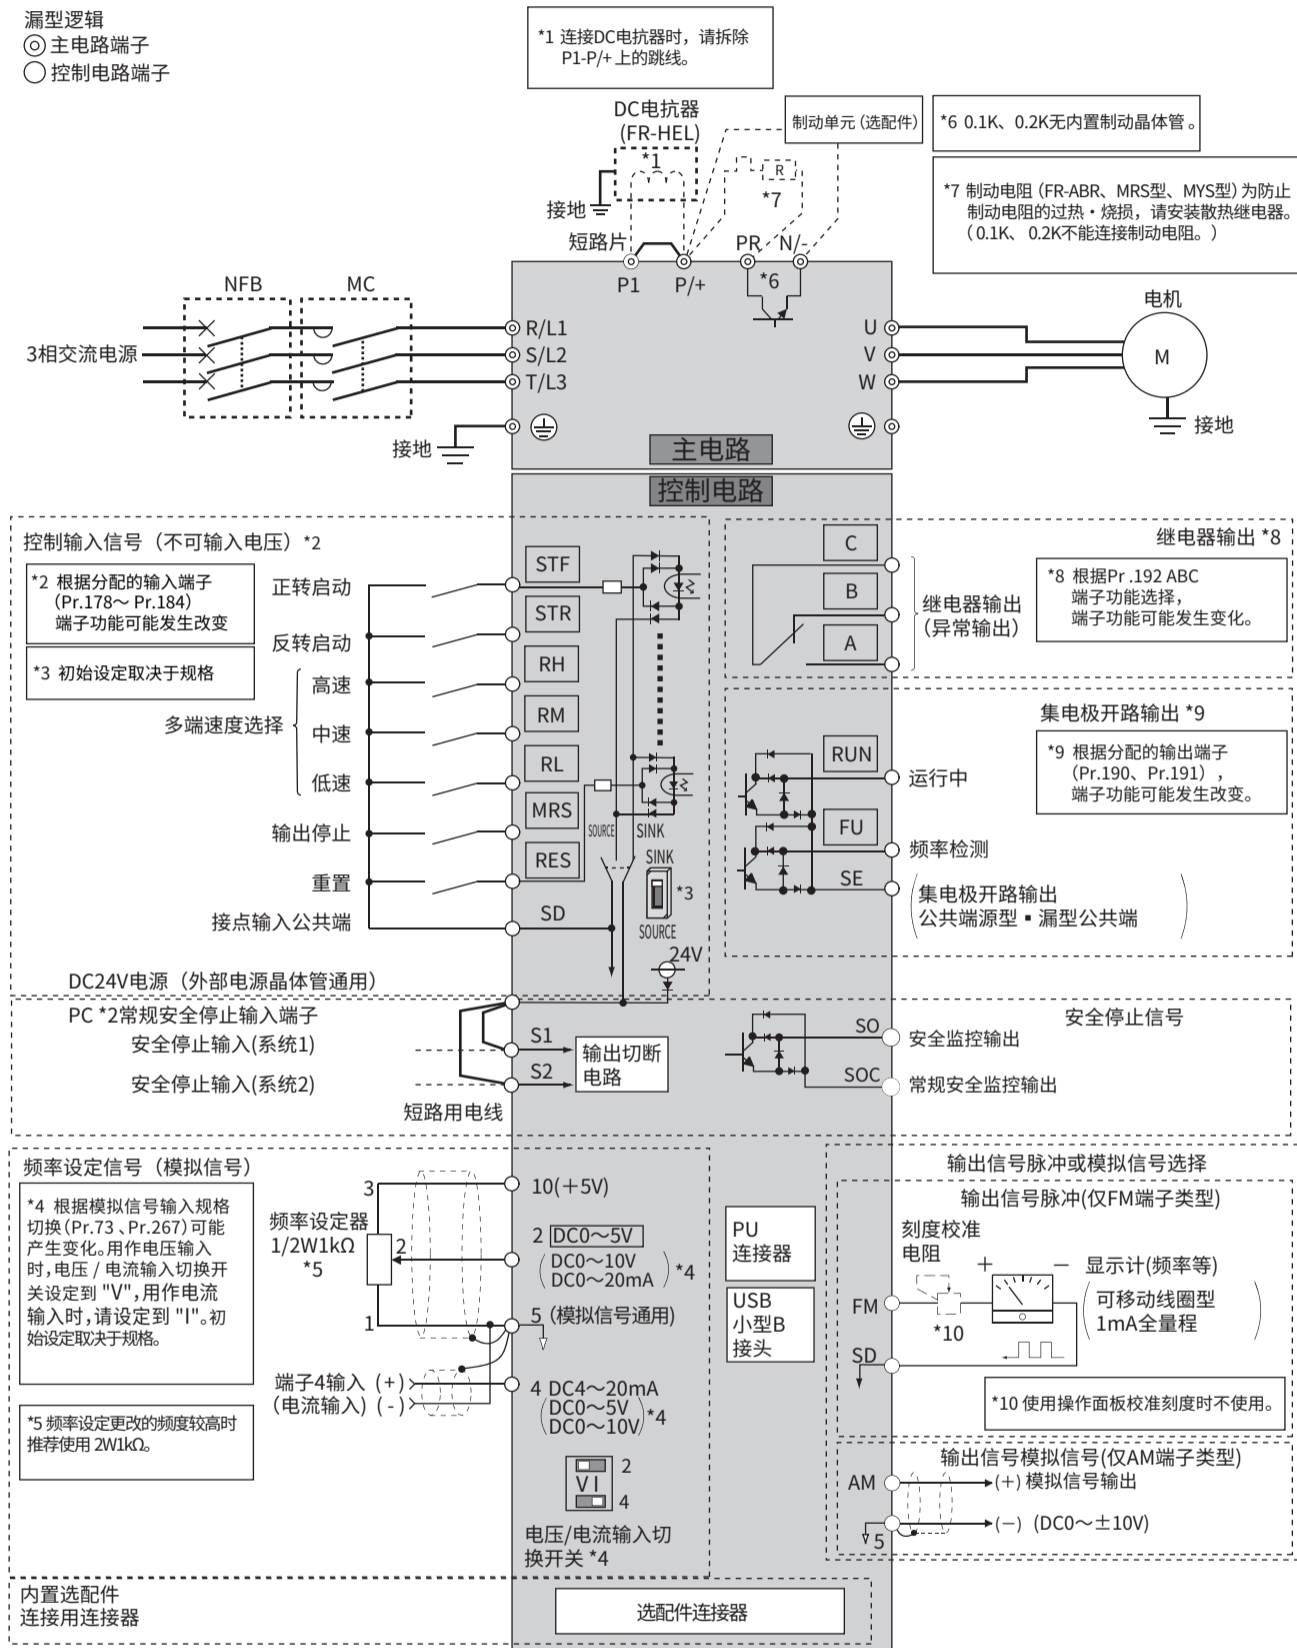 漏型逻辑
主电路端子
控制电路端子
*1 连接DC电抗器时，请拆除
P1-P/+ 上的跳线。
DC电抗器
(FR-HEL)
*1
接地
短路片
制动单元（选配件）
R
*7
*6 0.1K、0.2K无内置制动晶体管 。
*7 制动电阻（FR-ABR、MRS型、MYS型）为防止
制动电阻的过热・烧损，请安装散热继电器。
（ 0.1K、 0.2K不能连接制动电阻。）
PR
N/-
P1
P/+
*6
NFB
MC
3相交流电源
R/L1
S/L2
T/L3
接地
U
V
W
电机
M
接地
主电路
控制电路
控制输入信号（不可输入电压）*2
*2 根据分配的输入端子
（Pr.178～ Pr.184）
端子功能可能发生改变
*3 初始设定取决于规格
正转启动
反转启动
多端速度选择
高速
中速
低速
输出停止
重置
接点输入公共端
STF
STR
RH
RM
RL
MRS
RES
SD
SOURCE
SINK
SINK
*3
SOURCE
24V
C
B
A
继电器输出 *8
继电器输出
(异常输出)
*8 根据Pr .192 ABC
端子功能选择，
端子功能可能发生变化。
集电极开路输出 *9
*9 根据分配的输出端子
（Pr.190、Pr.191），
端子功能可能发生改变。
RUN
运行中
FU
频率检测
SE
集电极开路输出
公共端源型▪漏型公共端
DC24V电源（外部电源晶体管通用）
PC *2常规安全停止输入端子
安全停止输入(系统1)
安全停止输入(系统2)
短路用电线
S1
S2
输出切断
电路
安全停止信号
SO
安全监控输出
SOC
常规安全监控输出
频率设定信号（模拟信号）
*4 根据模拟信号输入规格
切换（Pr.73 、Pr.267）可能
产生变化。用作电压输入
时，电压 / 电流输入切换开
关设定到 "V"，用作电流
输入时，请设定到 "I"。初
始设定取决于规格。
*5 频率设定更改的频度较高时
推荐使用 2W1kΩ。
频率设定器
1/2W1kΩ
*5
3
2
1
10(＋5V)
2 DC0～5V
DC0～10V
DC0～20mA
*4
5（模拟信号通用)
端子4输入 (+)
（电流输入）(-)
4 DC4～20mA
DC0～5V
DC0～10V
*4
2
V I
4
电压/电流输入切
换开关 *4
PU
连接器
USB
小型B
接头
输出信号脉冲或模拟信号选择
输出信号脉冲(仅FM端子类型)
刻度校准
电阻
＋
－
显示计(频率等)
可移动线圈型
1mA全量程
FM
*10
SD
*10 使用操作面板校准刻度时不使用。
输出信号模拟信号(仅AM端子类型)
AM
(+) 模拟信号输出
(−) (DC0～±10V)
5
内置选配件
连接用连接器
选配件连接器